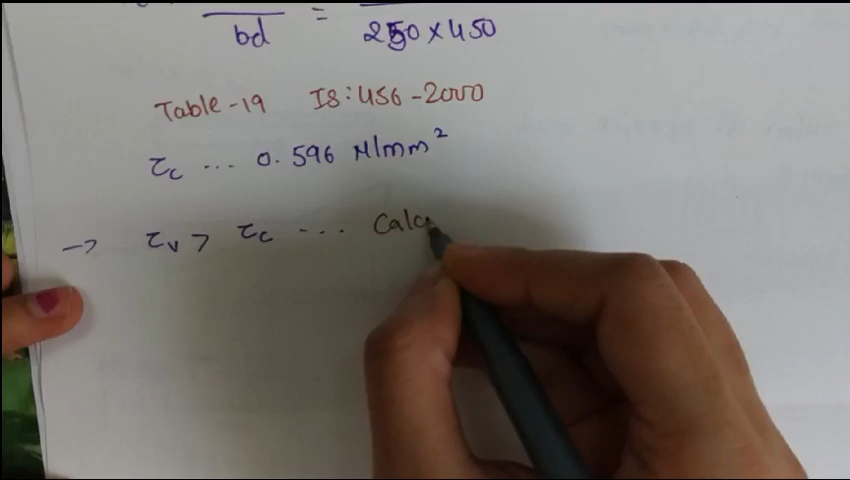 bd = 250 × 450
Table-19 IS:456-2000
τc ... 0.596 N/mm²
→ τv > τc ... Calc